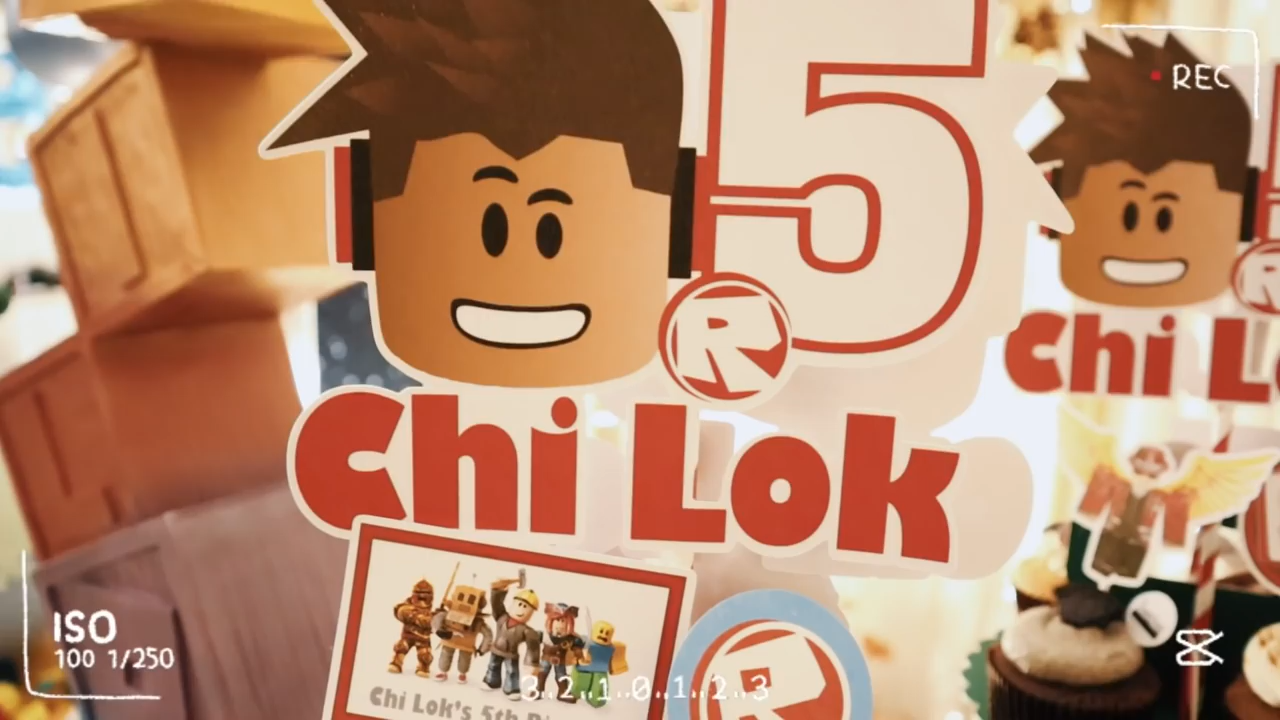 5
REC
R
R
Chi Lok
Chi L
Chi Lok's 5th
R
ISO
100 1/250
3..2..1..0..1..2..3